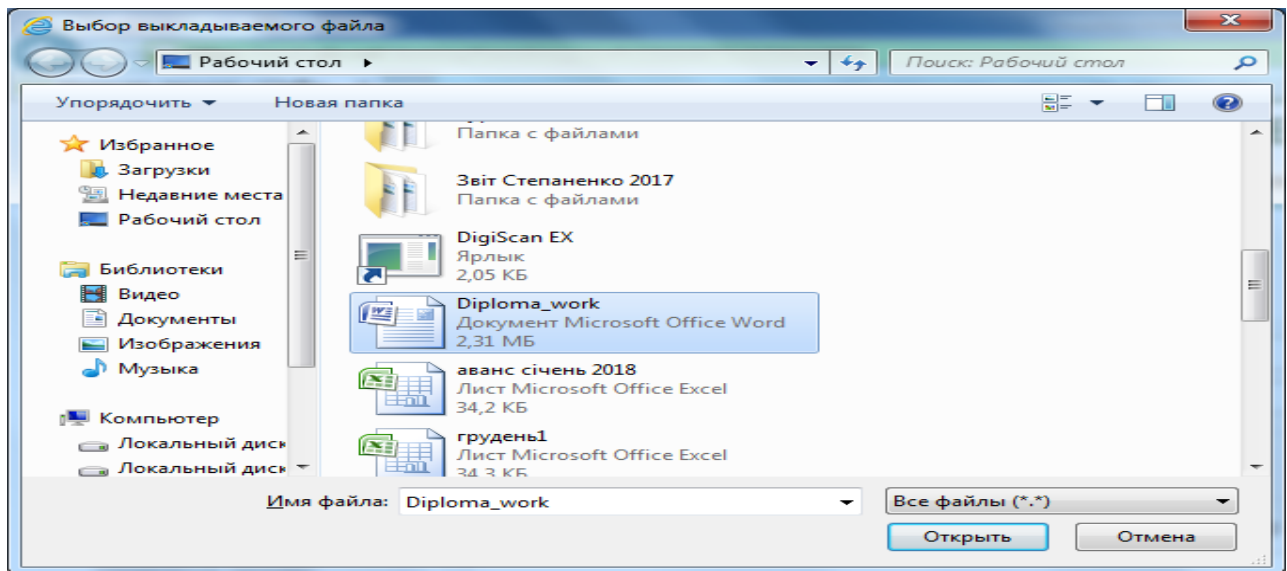 Выбор выкладываемого файла
Рабочий стол
Поиск: Рабочий стол
Упорядочить
Новая папка
Избранное
Загрузки
Недавние места
Рабочий стол
Библиотеки
Видео
Документы
Изображения
Музыка
Компьютер
Локальный диск
Локальный диск
Папка с файлами
Звіт Степаненко 2017
Папка с файлами
DigiScan EX
Ярлык
2,05 КБ
Diploma_work
Документ Microsoft Office Word
2,31 МБ
аванс січень 2018
Лист Microsoft Office Excel
34,2 КБ
грудень1
Лист Microsoft Office Excel
34,3 КБ
Имя файла: Diploma_work
Все файлы (*.*)
Открыть
Отмена